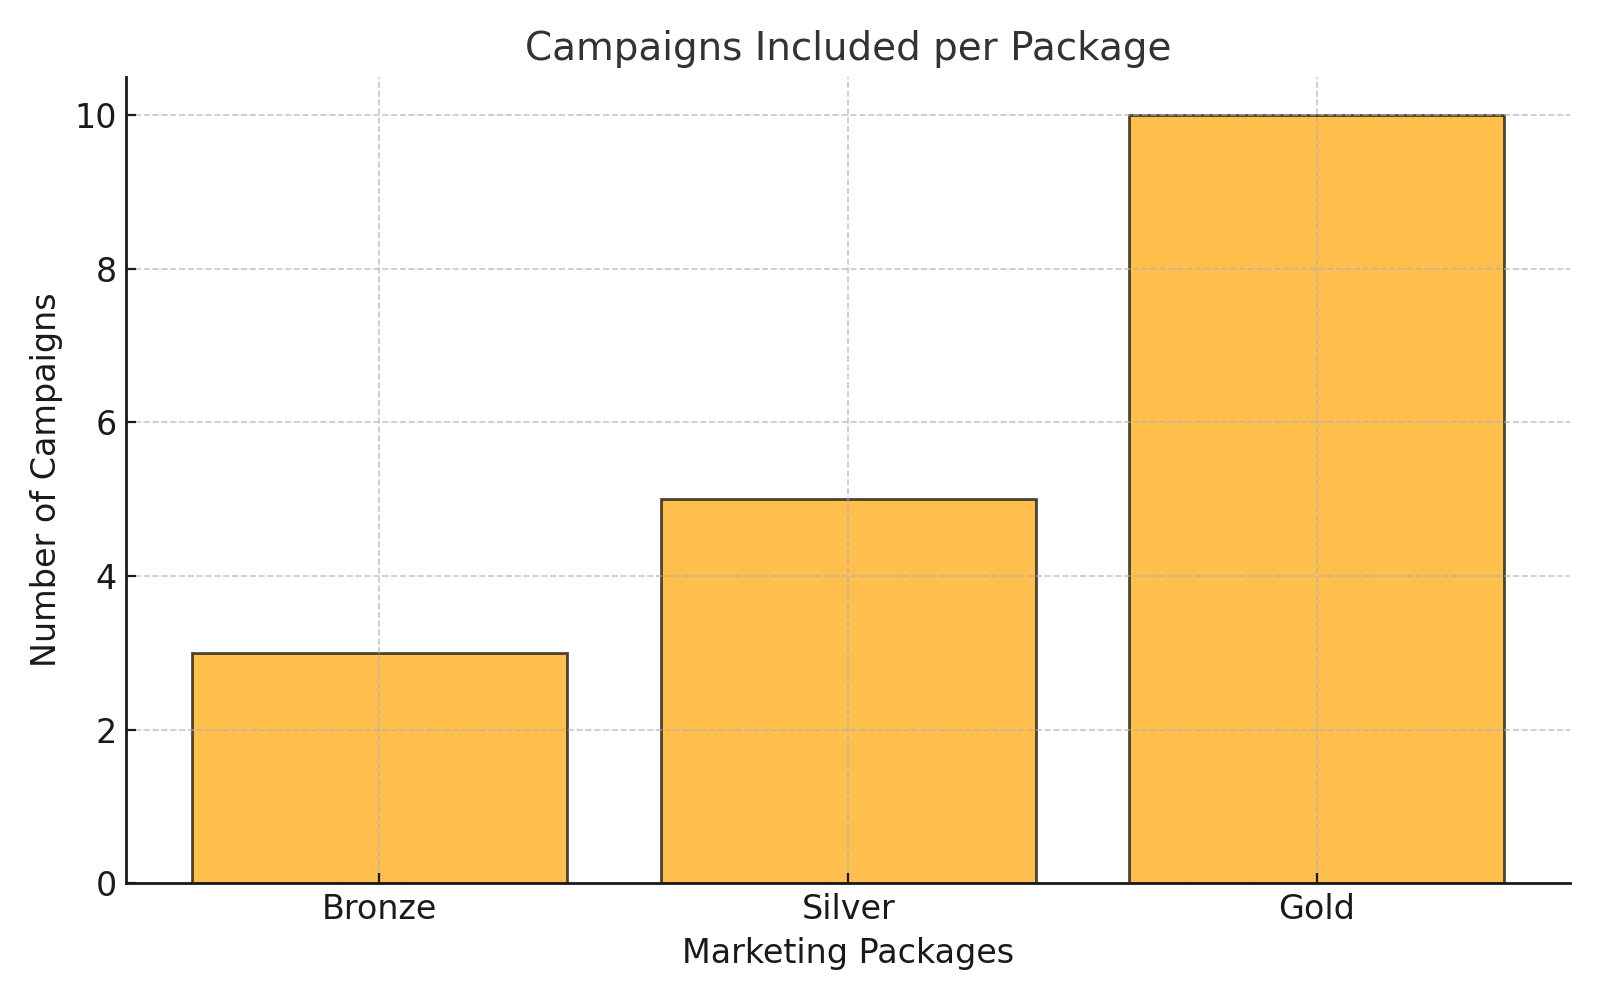 Campaigns Included per Package
Number of Campaigns
10
8
6
4
2
0
Bronze Silver Gold
Marketing Packages